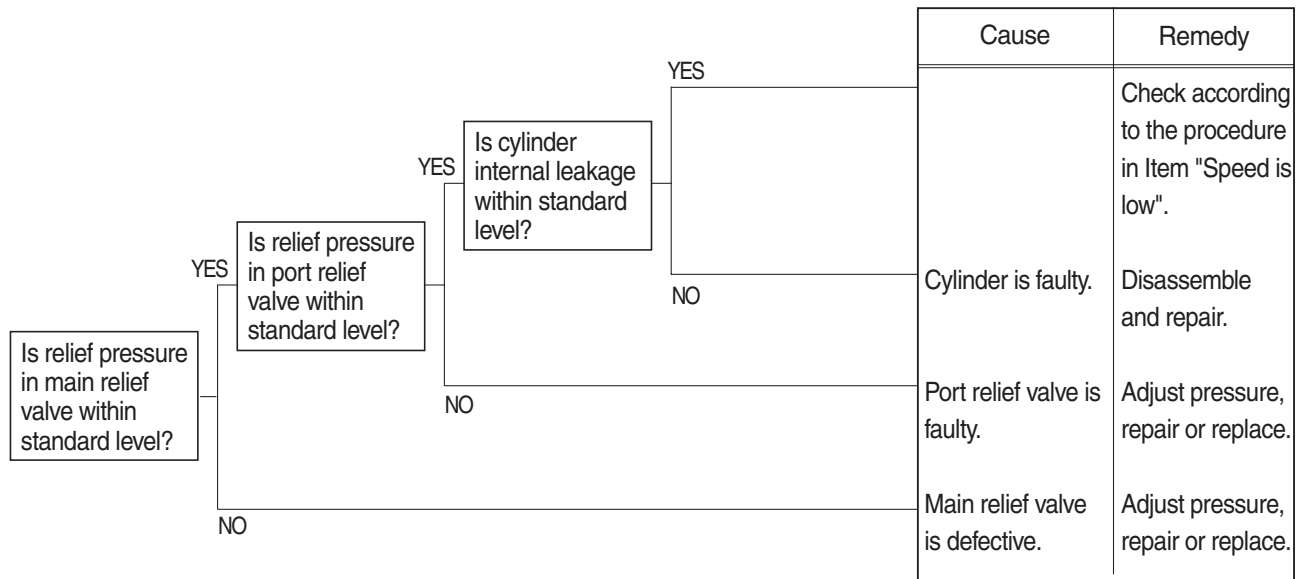 Cause
Remedy
YES
Check according
to the procedure
in Item "Speed is
low".
YES
Is cylinder
internal leakage
within standard
level?
NO
Cylinder is faulty.
Disassemble
and repair.
YES
Is relief pressure
in port relief
valve within
standard level?
NO
Port relief valve is
faulty.
Adjust pressure,
repair or replace.
Is relief pressure
in main relief
valve within
standard level?
NO
Main relief valve
is defective.
Adjust pressure,
repair or replace.